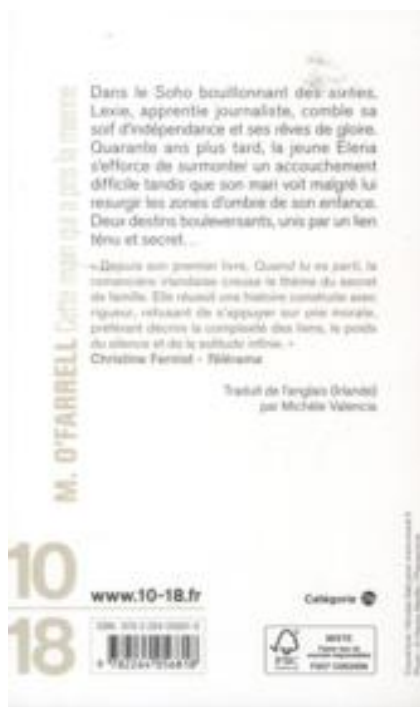 Dans le Soho bouillonnant des sixties,
Lexie, apprentie journaliste, comble sa
soif d'indépendance et ses rêves de gloire.
Quarante ans plus tard, la jeune Elena
s'efforce de surmonter un accouchement
difficile tandis que son mari voit malgré lui
resurgir les zones d'ombre de son enfance.
Deux destins bouleversants, unis par un lien
ténu et secret...
« Depuis son premier livre, Quand tu es parti, la
romancière irlandaise creuse le thème du secret
de famille. Elle réussit une histoire construite avec
rigueur, refusant de s'appuyer sur une morale,
préférant décrire la complexité des liens, le poids
du silence et de la solitude infinie. »
Christine Ferniot - Télérama
Traduit de l'anglais (Irlande)
par Michèle Valencia
M. O'FARRELL Cette main qui a pris la mienne
10
18
www.10-18.fr
Catégorie
ISBN
9 782264 056818
FSC
MIXTE